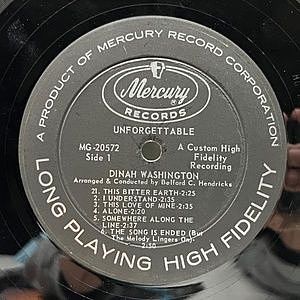 A PRODUCT OF MERCURY RECORD CORPORATION
Mercury
®
RECORDS
UNFORGETTABLE
MG-20572
Side 1
A Custom High
Fidelity
Recording
DINAH WASHINGTON
Arranged & Conducted by Belford C. Hendricks
1. THIS BITTER EARTH-2:25
2. I UNDERSTAND-2:35
3. THIS LOVE OF MINE-2:35
4. ALONE-2:20
5. SOMEWHERE ALONG THE
LINE-2:37
6. THE SONG IS ENDED (But
The Melody Lingers On)-
2:50
LONG PLAYING HIGH FIDELITY